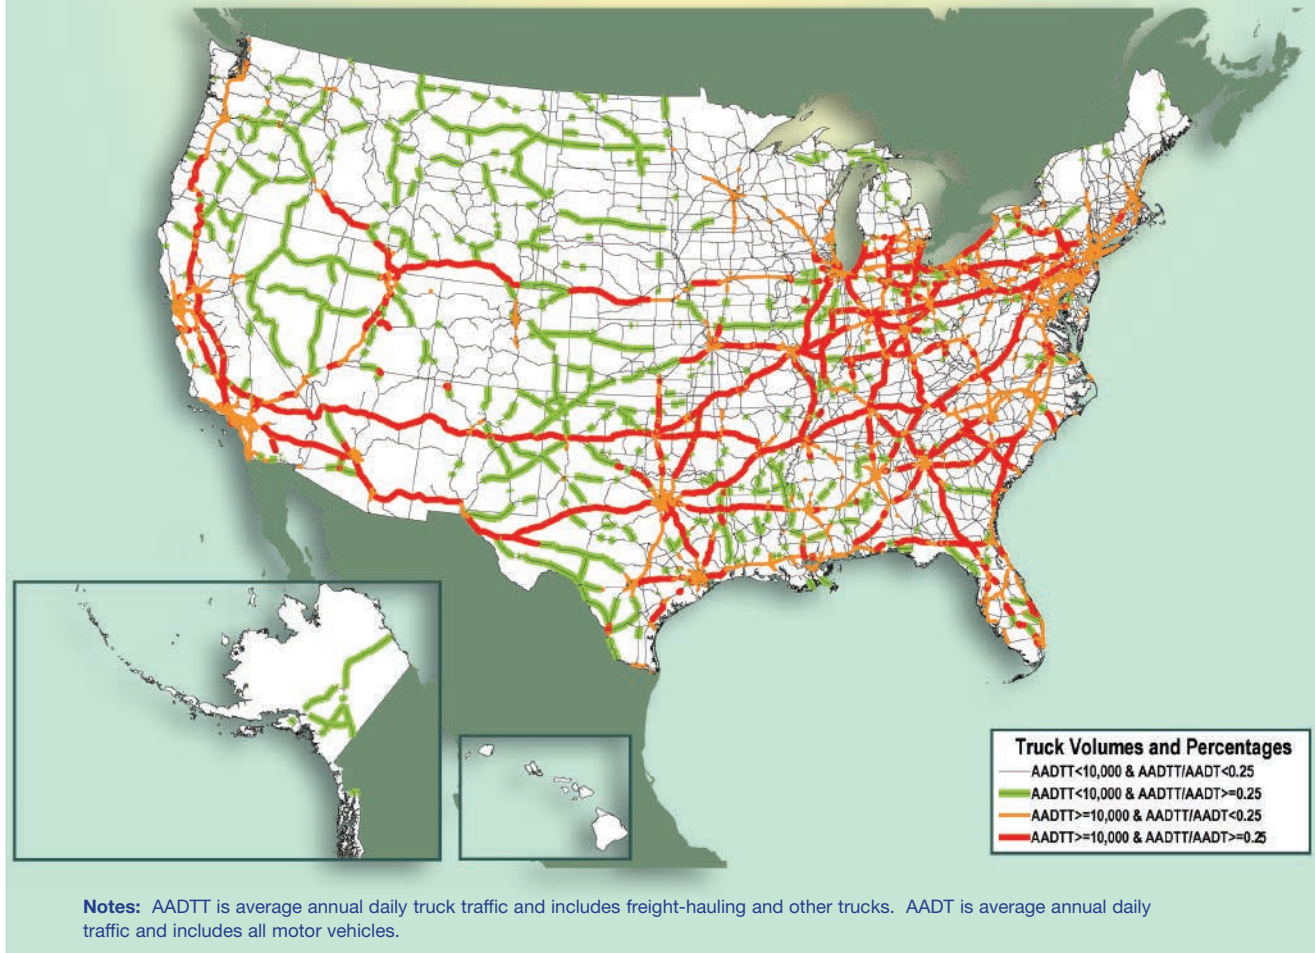 Truck Volumes and Percentages
AADTT<10,000 & AADTT/AADT<0.25
AADTT<10,000 & AADTT/AADT>=0.25
AADTT>=10,000 & AADTT/AADT<0.25
AADTT>=10,000 & AADTT/AADT>=0.25
Notes: AADTT is average annual daily truck traffic and includes freight-hauling and other trucks. AADT is average annual daily
traffic and includes all motor vehicles.